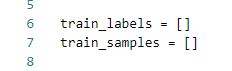 5
6 train_labels = []
7 train_samples = []
8